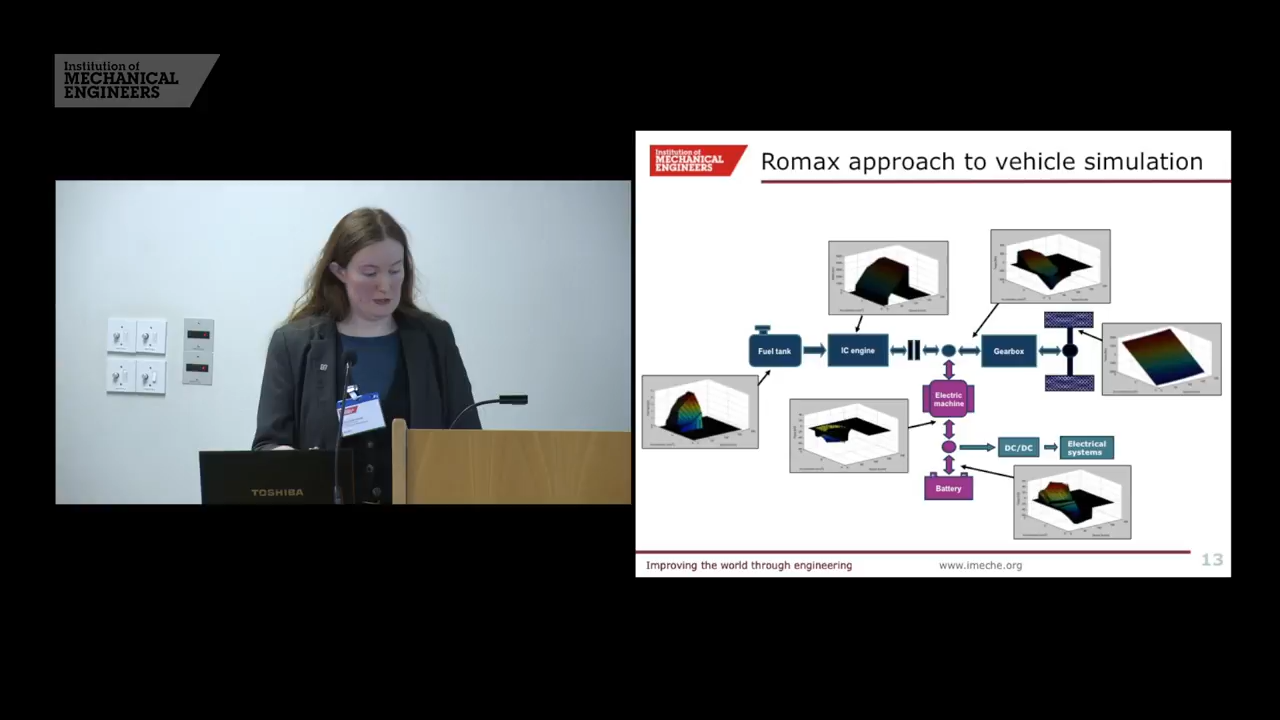 Institution of
MECHANICAL
ENGINEERS
TOSHIBA
Institution of
MECHANICAL
ENGINEERS
Romax approach to vehicle simulation
Fuel tank
IC engine
Gearbox
Electric
machine
DC/DC
Electrical
systems
Battery
Improving the world through engineering
www.imeche.org
13